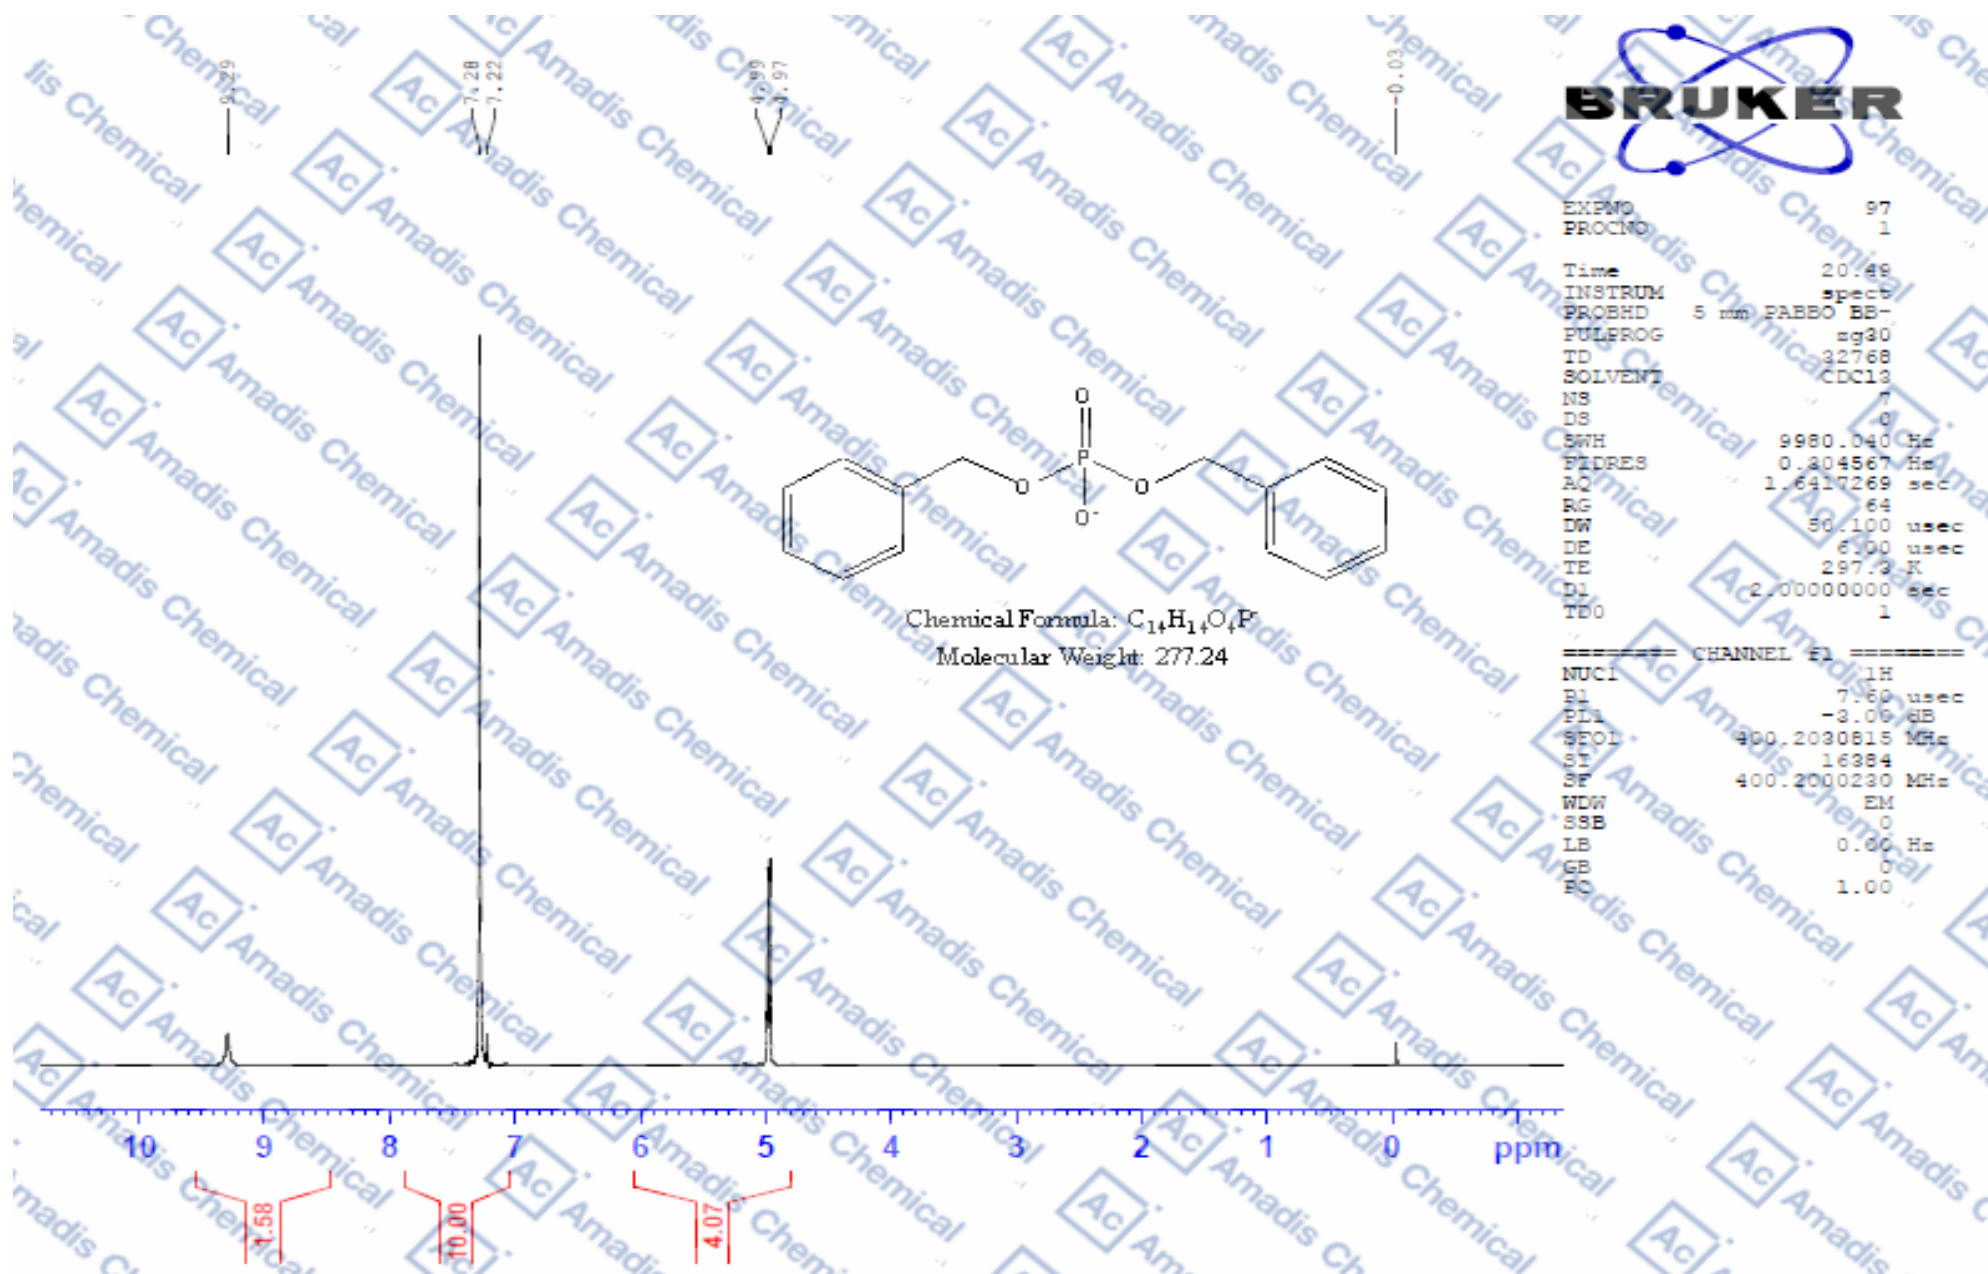 9.29
7.28
7.22
4.99
4.97
-0.03
BRUKER
EXPNO 97
PROCNO 1
Time 20.49
INSTRUM spect
PROBHD 5 mm PABBO BB-
PULPROG zg30
TD 32768
SOLVENT CDCl3
NS 7
DS 0
SWH 9980.040 Hz
FIDRES 0.304567 Hz
AQ 1.6417269 sec
RG 64
DW 50.100 usec
DE 6.00 usec
TE 297.3 K
D1 2.00000000 sec
TD0 1
======== CHANNEL f1 ========
NUC1 1H
P1 7.60 usec
PL1 -3.00 dB
SFO1 400.2030815 MHz
SI 16384
SF 400.2000230 MHz
WDW EM
SSB 0
LB 0.00 Hz
GB 0
PC 1.00
O
P
O O
O-
Chemical Formula: C14H14O4P-
Molecular Weight: 277.24
10 9 8 7 6 5 4 3 2 1 0 ppm
1.58
10.00
4.07
Ac Amadis Chemical